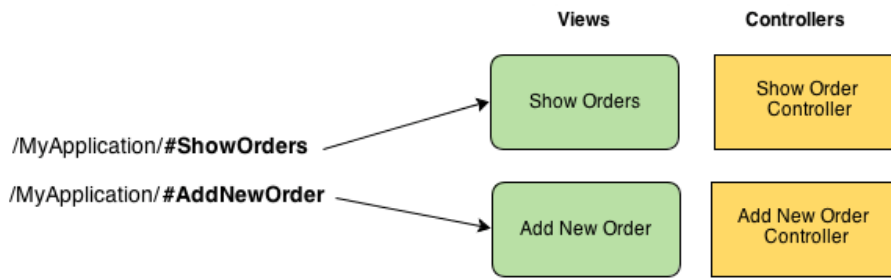 Views
Controllers
Show Orders
Show Order
Controller
/MyApplication/#ShowOrders
/MyApplication/#AddNewOrder
Add New Order
Add New Order
Controller